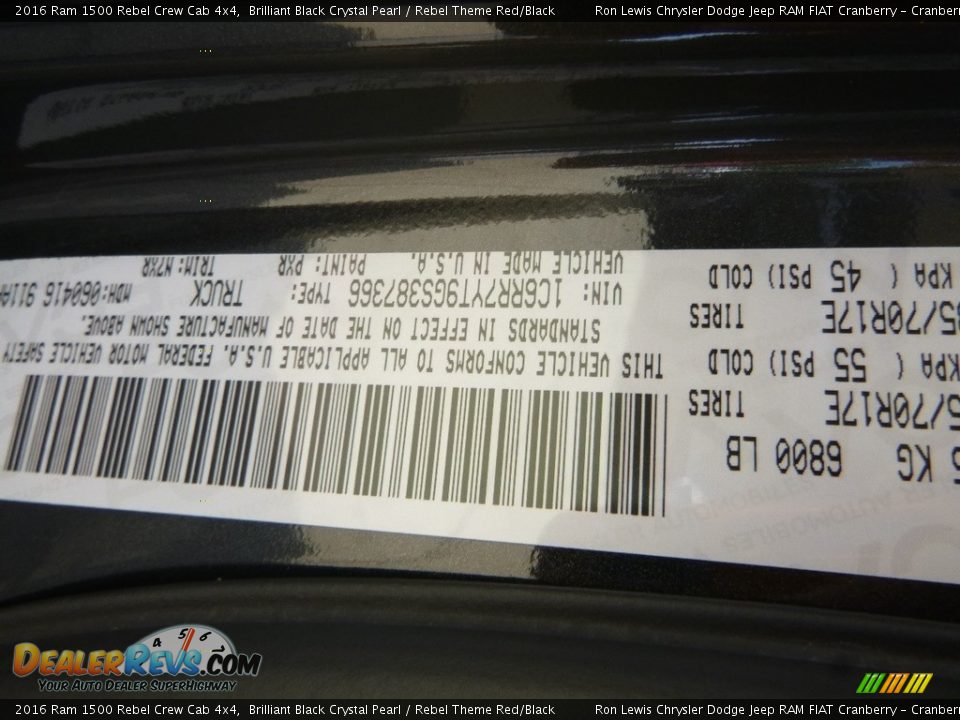 2016 Ram 1500 Rebel Crew Cab 4x4, Brilliant Black Crystal Pearl / Rebel Theme Red/Black Ron Lewis Chrysler Dodge Jeep RAM FIAT Cranberry – Cranberr
KG 6800 LB
5/70R17E TIRES
KPA ( 55 PSI) COLD
35/70R17E TIRES
KPA ( 45 PSI) COLD
THIS VEHICLE CONFORMS TO ALL APPLICABLE U.S.A. FEDERAL MOTOR VEHICLE SAFETY
STANDARDS IN EFFECT ON THE DATE OF MANUFACTURE SHOWN ABOVE.
VIN: 1C6RR7YT9GS387366 TYPE: TRUCK MDH:060416 911A
VEHICLE MADE IN U.S.A. PAINT: PXR TRIM:N7XR
4 5 6
DEALERREVS.COM
YOUR AUTO DEALER SUPERHIGHWAY
2016 Ram 1500 Rebel Crew Cab 4x4, Brilliant Black Crystal Pearl / Rebel Theme Red/Black Ron Lewis Chrysler Dodge Jeep RAM FIAT Cranberry – Cranberr